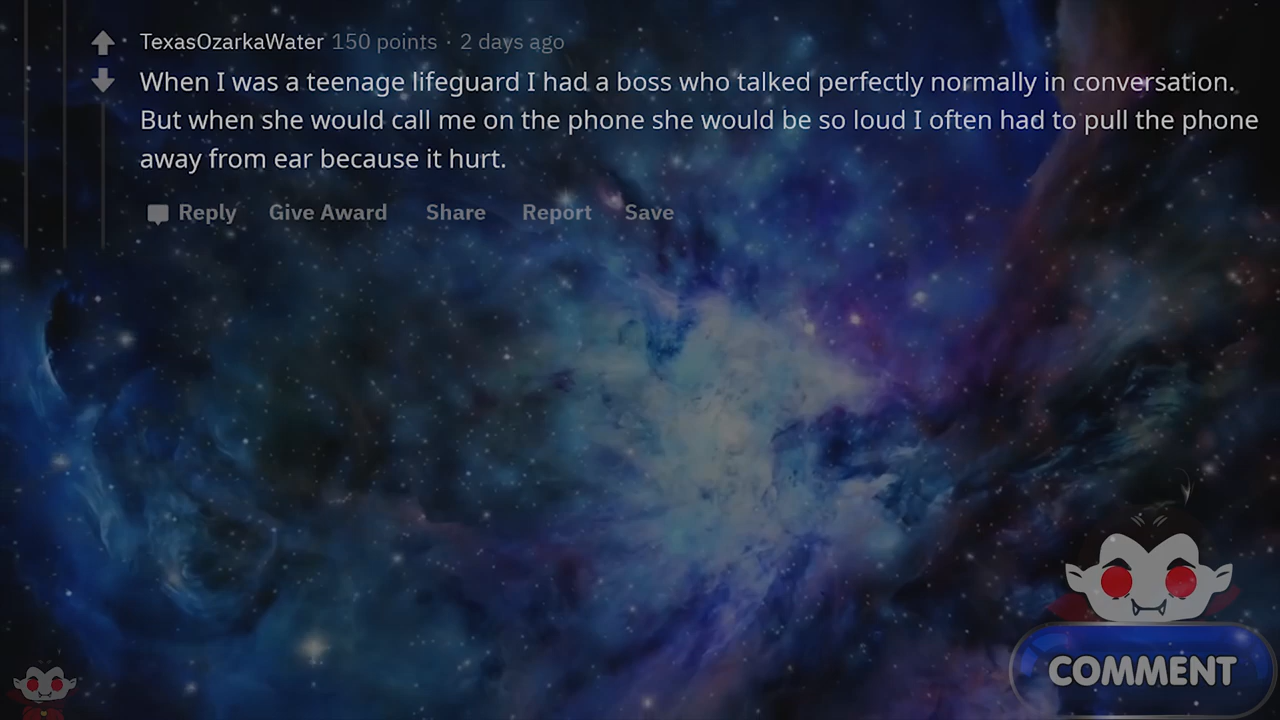 TexasOzarkaWater 150 points · 2 days ago
When I was a teenage lifeguard I had a boss who talked perfectly normally in conversation.
But when she would call me on the phone she would be so loud I often had to pull the phone
away from ear because it hurt.
Reply Give Award Share Report Save
COMMENT